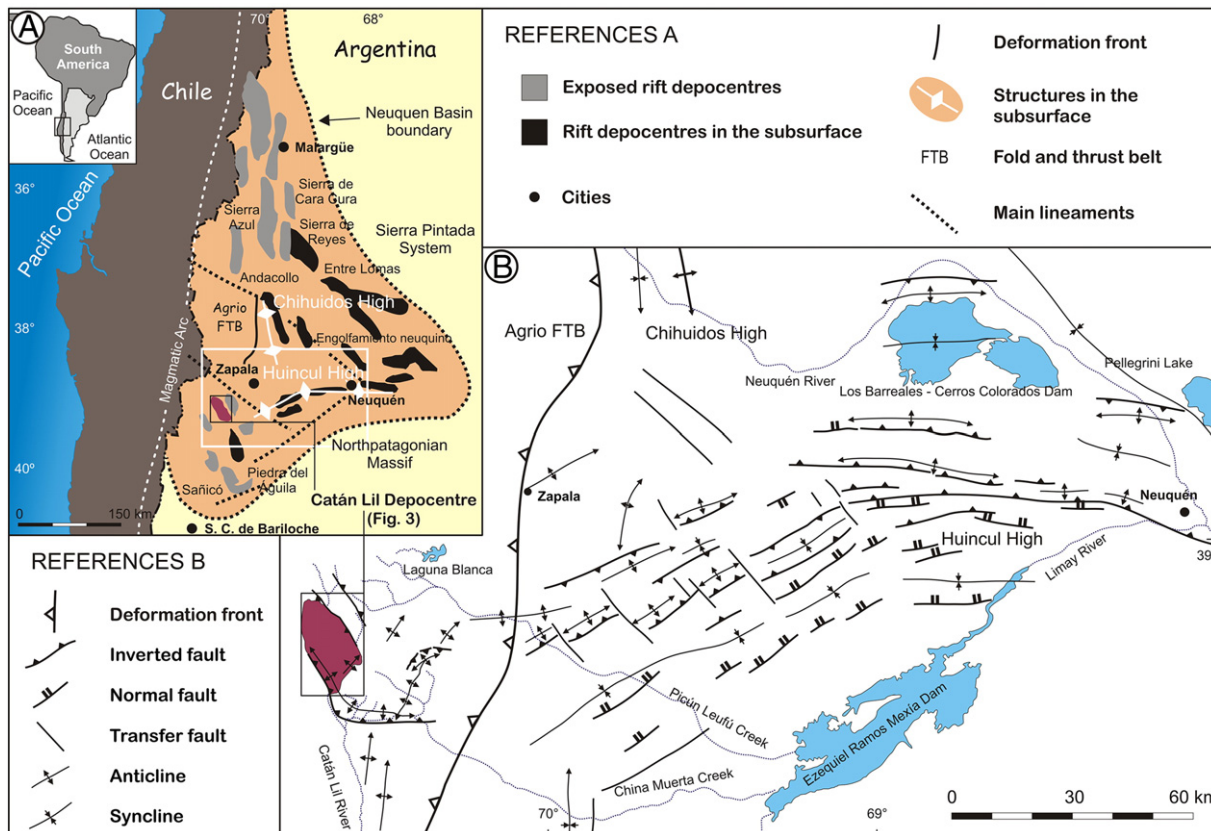 A
70°
68°
South
America
Pacific
Ocean
Atlantic
Ocean
Chile
Argentina
Neuquen Basin
boundary
Malargüe
36°
Pacific Ocean
Sierra de
Cara Cura
Sierra
Azul
Sierra de
Reyes
Sierra Pintada
System
Andacollo
Entre Lomas
Chihuidos High
Agrio
FTB
38°
Magmatic Arc
Engolfamiento neuquino
Huincul High
Zapala
Neuquén
Northpatagonian
Massif
40°
Piedra del
Águila
Sañicó
Catán Lil Depocentre
(Fig. 3)
0
150 km.
S. C. de Bariloche
REFERENCES A
Exposed rift depocentres
Rift depocentres in the subsurface
Cities
Deformation front
Structures in the
subsurface
FTB
Fold and thrust belt
Main lineaments
REFERENCES B
Deformation front
Inverted fault
Normal fault
Transfer fault
Anticline
Syncline
B
Agrio FTB
Chihuidos High
Neuquén River
Los Barreales - Cerros Colorados Dam
Pellegrini Lake
Zapala
Neuquén
Huincul High
Limay River
39
Laguna Blanca
Picún Leufú Creek
Ezequiel Ramos Mexía Dam
China Muerta Creek
Catán Lil River
70°
69°
0
30
60 km